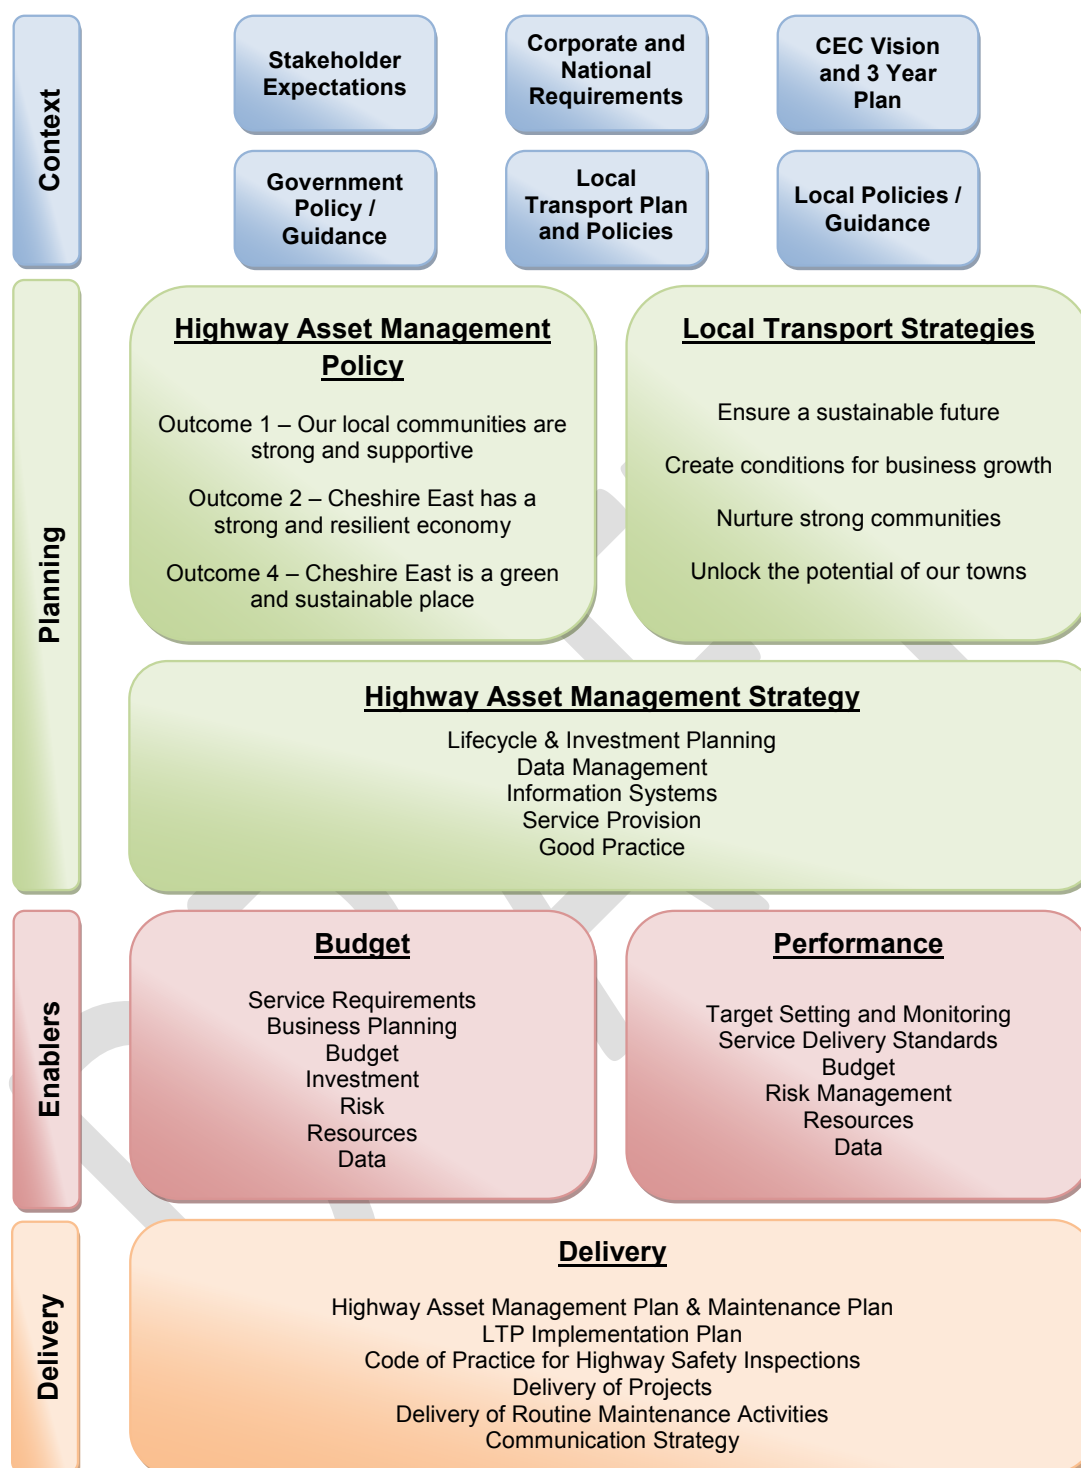 Context
Stakeholder
Expectations
Corporate and
National
Requirements
CEC Vision
and 3 Year
Plan
Government
Policy /
Guidance
Local
Transport Plan
and Policies
Local Policies /
Guidance
Planning
Highway Asset Management
Policy
Outcome 1 – Our local communities are
strong and supportive
Outcome 2 – Cheshire East has a
strong and resilient economy
Outcome 4 – Cheshire East is a green
and sustainable place
Local Transport Strategies
Ensure a sustainable future
Create conditions for business growth
Nurture strong communities
Unlock the potential of our towns
Highway Asset Management Strategy
Lifecycle & Investment Planning
Data Management
Information Systems
Service Provision
Good Practice
Enablers
Budget
Service Requirements
Business Planning
Budget
Investment
Risk
Resources
Data
Performance
Target Setting and Monitoring
Service Delivery Standards
Budget
Risk Management
Resources
Data
Delivery
Delivery
Highway Asset Management Plan & Maintenance Plan
LTP Implementation Plan
Code of Practice for Highway Safety Inspections
Delivery of Projects
Delivery of Routine Maintenance Activities
Communication Strategy